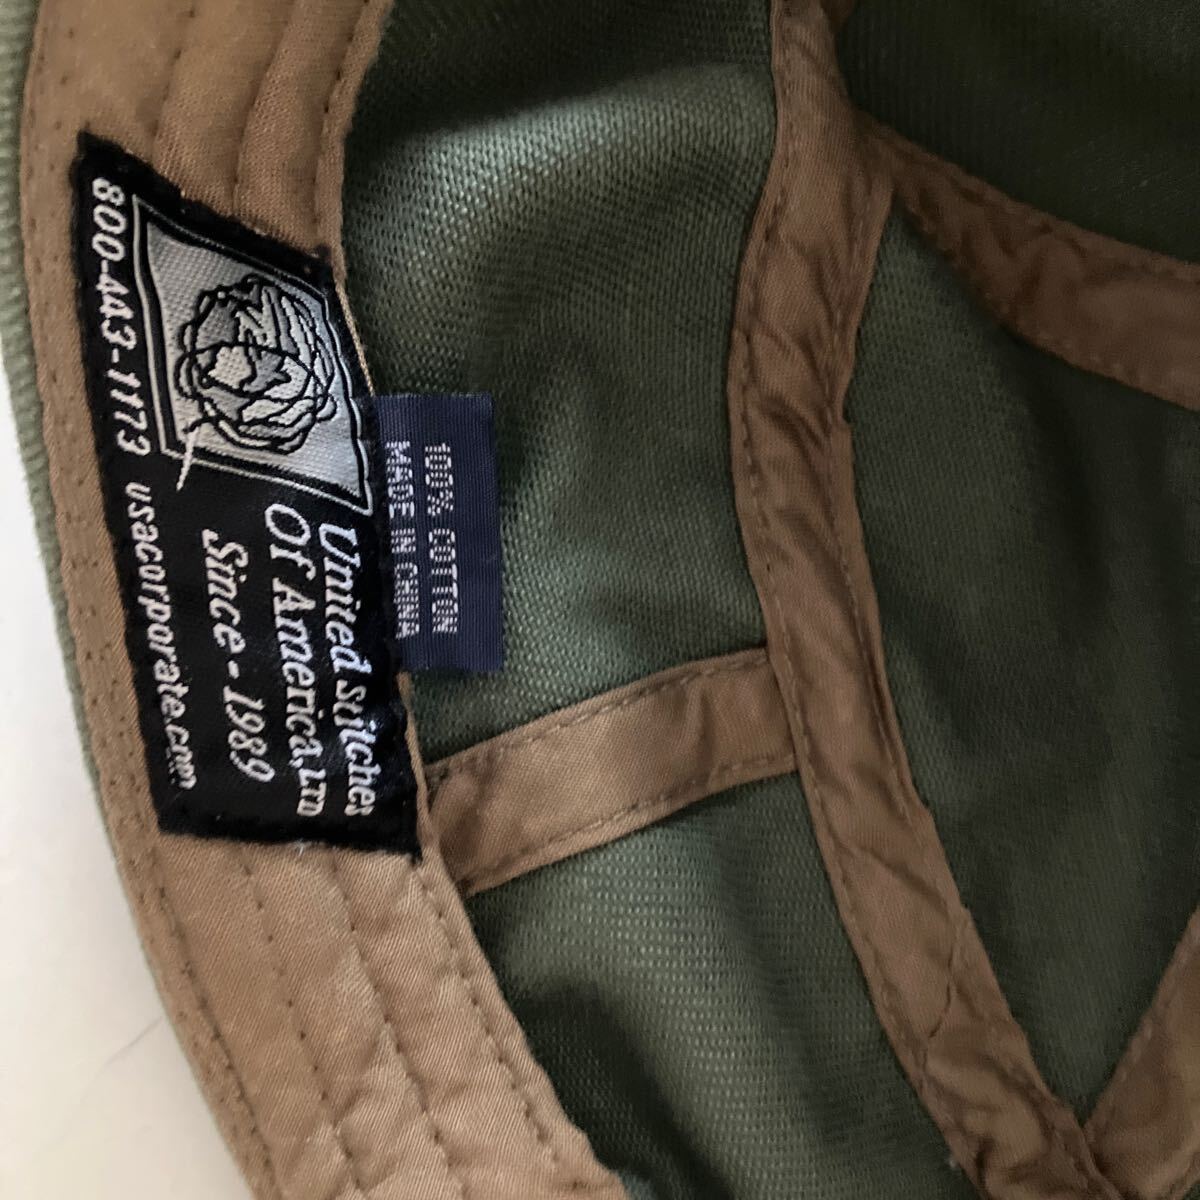 United Stitches
Of America, LTD
Since - 1989
800-443-1173 usacorporate.com
100% COTTON
MADE IN CHINA